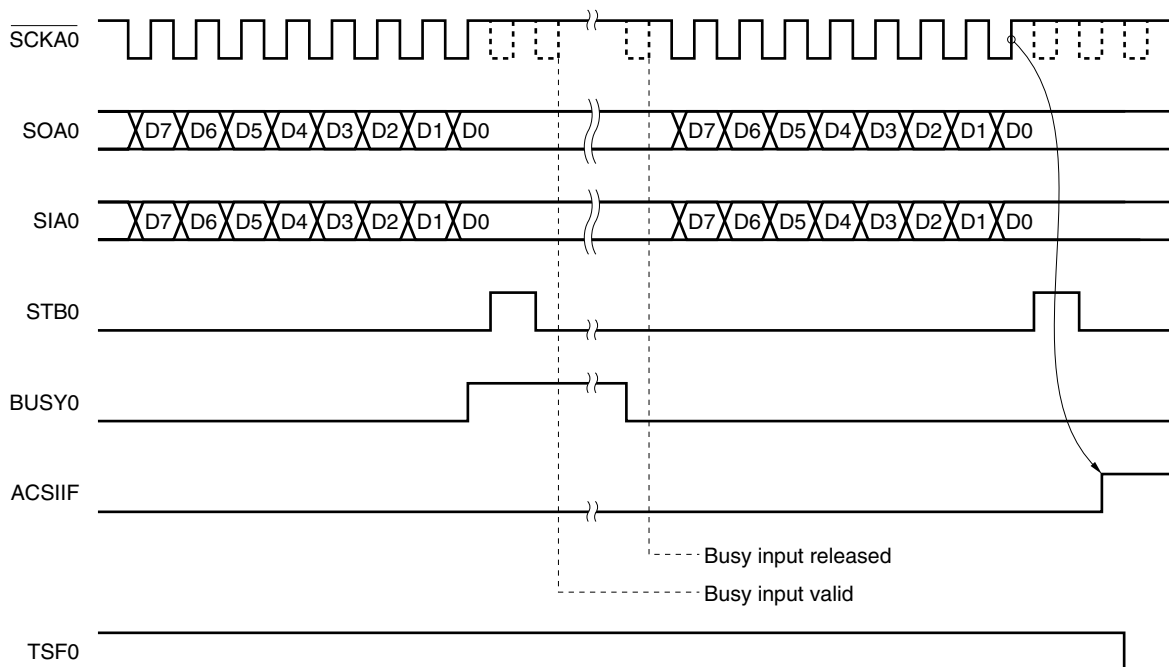 SCKA0
SOA0 D7 D6 D5 D4 D3 D2 D1 D0 D7 D6 D5 D4 D3 D2 D1 D0
SIA0 D7 D6 D5 D4 D3 D2 D1 D0 D7 D6 D5 D4 D3 D2 D1 D0
STB0
BUSY0
ACSIIF
Busy input released
Busy input valid
TSF0